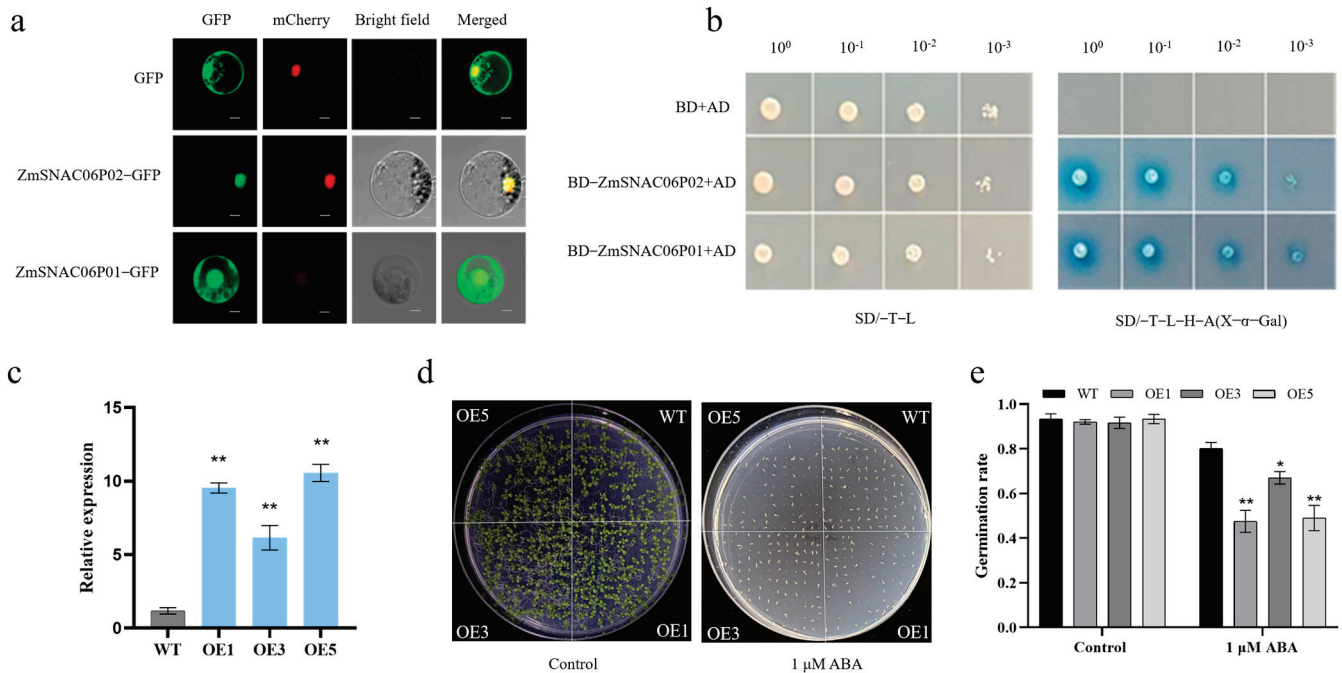 a
GFP mCherry Bright field Merged
GFP
ZmSNAC06P02−GFP
ZmSNAC06P01−GFP
b
10⁰ 10⁻¹ 10⁻² 10⁻³ 10⁰ 10⁻¹ 10⁻² 10⁻³
BD+AD
BD−ZmSNAC06P02+AD
BD−ZmSNAC06P01+AD
SD/−T−L SD/−T−L−H−A(X−α−Gal)
c
Relative expression
15
10
5
0
** ** **
WT OE1 OE3 OE5
d
OE5 WT OE5 WT
OE3 OE1 OE3 OE1
Control 1 μM ABA
e
WT OE1 OE3 OE5
Germination rate
1.0
0.8
0.6
0.4
0.2
0.0
** * **
Control 1 μM ABA